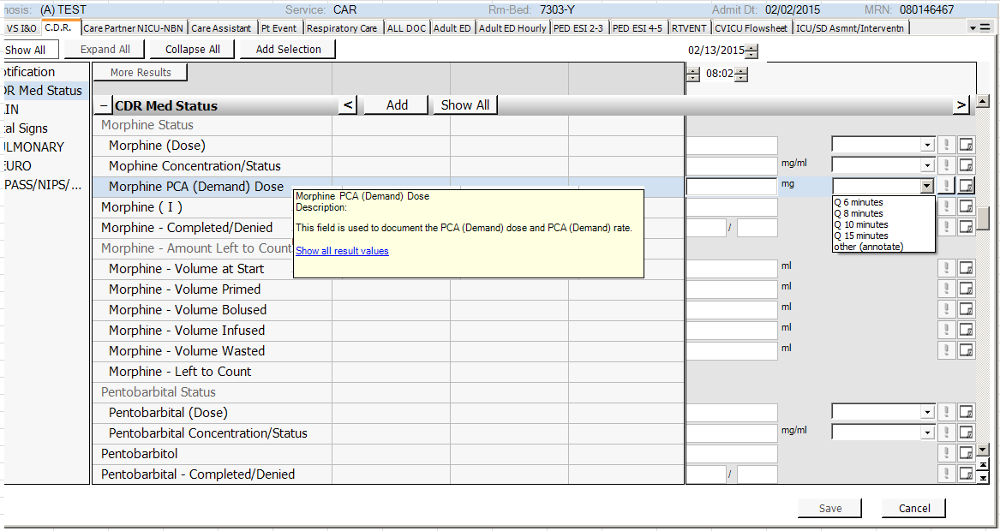 nosis: (A) TEST Service: CAR Rm-Bed: 7303-Y Admit Dt: 02/02/2015 MRN: 080146467
VS I&O C.D.R. Care Partner NICU-NBN Care Assistant Pt Event Respiratory Care ALL DOC Adult ED Adult ED Hourly PED ESI 2-3 PED ESI 4-5 RTVENT CVICU Flowsheet ICU/SD Asmnt/Interventn
Show All Expand All Collapse All Add Selection 02/13/2015
otification
DR Med Status
IN
tal Signs
ULMONARY
EURO
PASS/NIPS/...
More Results 08:02
− CDR Med Status < Add Show All >
Morphine Status
Morphine (Dose)
Mophine Concentration/Status mg/ml
Morphine PCA (Demand) Dose mg
Morphine ( I )
Morphine - Completed/Denied /
Morphine - Amount Left to Count
Morphine PCA (Demand) Dose
Description:
This field is used to document the PCA (Demand) dose and PCA (Demand) rate.
Show all result values
Q 6 minutes
Q 8 minutes
Q 10 minutes
Q 15 minutes
other (annotate)
Morphine - Volume at Start ml
Morphine - Volume Primed ml
Morphine - Volume Bolused ml
Morphine - Volume Infused ml
Morphine - Volume Wasted ml
Morphine - Left to Count
Pentobarbital Status
Pentobarbital (Dose)
Pentobarbital Concentration/Status mg/ml
Pentobarbitol
Pentobarbital - Completed/Denied /
Save Cancel